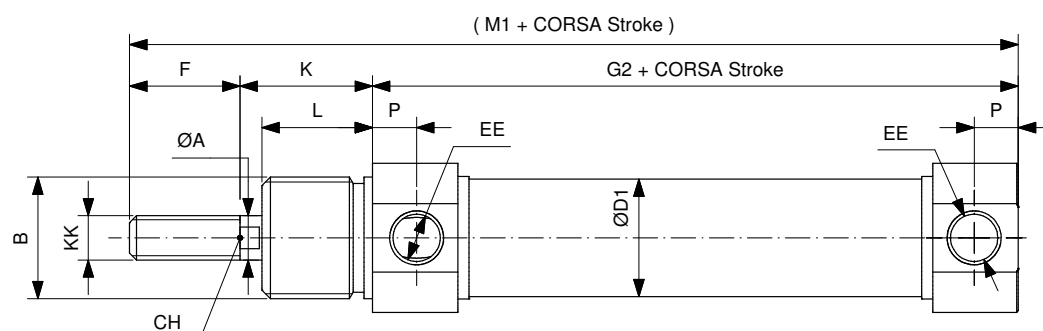 ( M1 + CORSA Stroke )
F
K
G2 + CORSA Stroke
L
P
P
EE
EE
ØA
B
KK
ØD1
CH